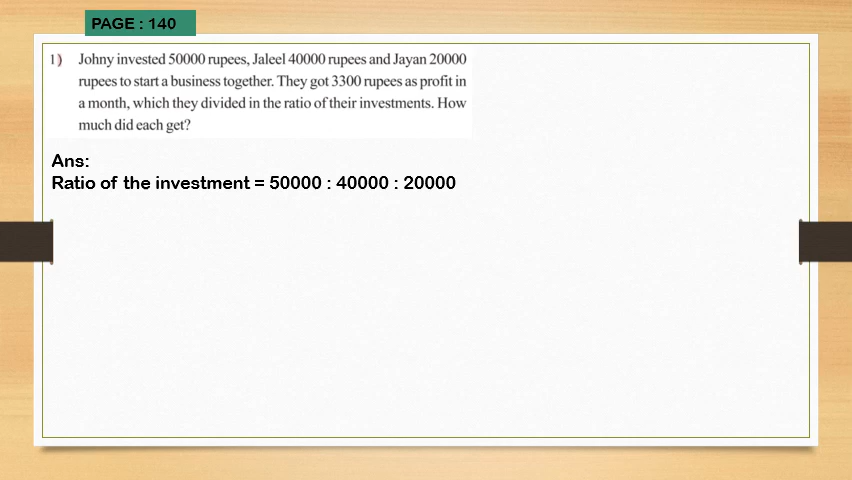 PAGE : 140
1) Johny invested 50000 rupees, Jaleel 40000 rupees and Jayan 20000
rupees to start a business together. They got 3300 rupees as profit in
a month, which they divided in the ratio of their investments. How
much did each get?
Ans:
Ratio of the investment = 50000 : 40000 : 20000